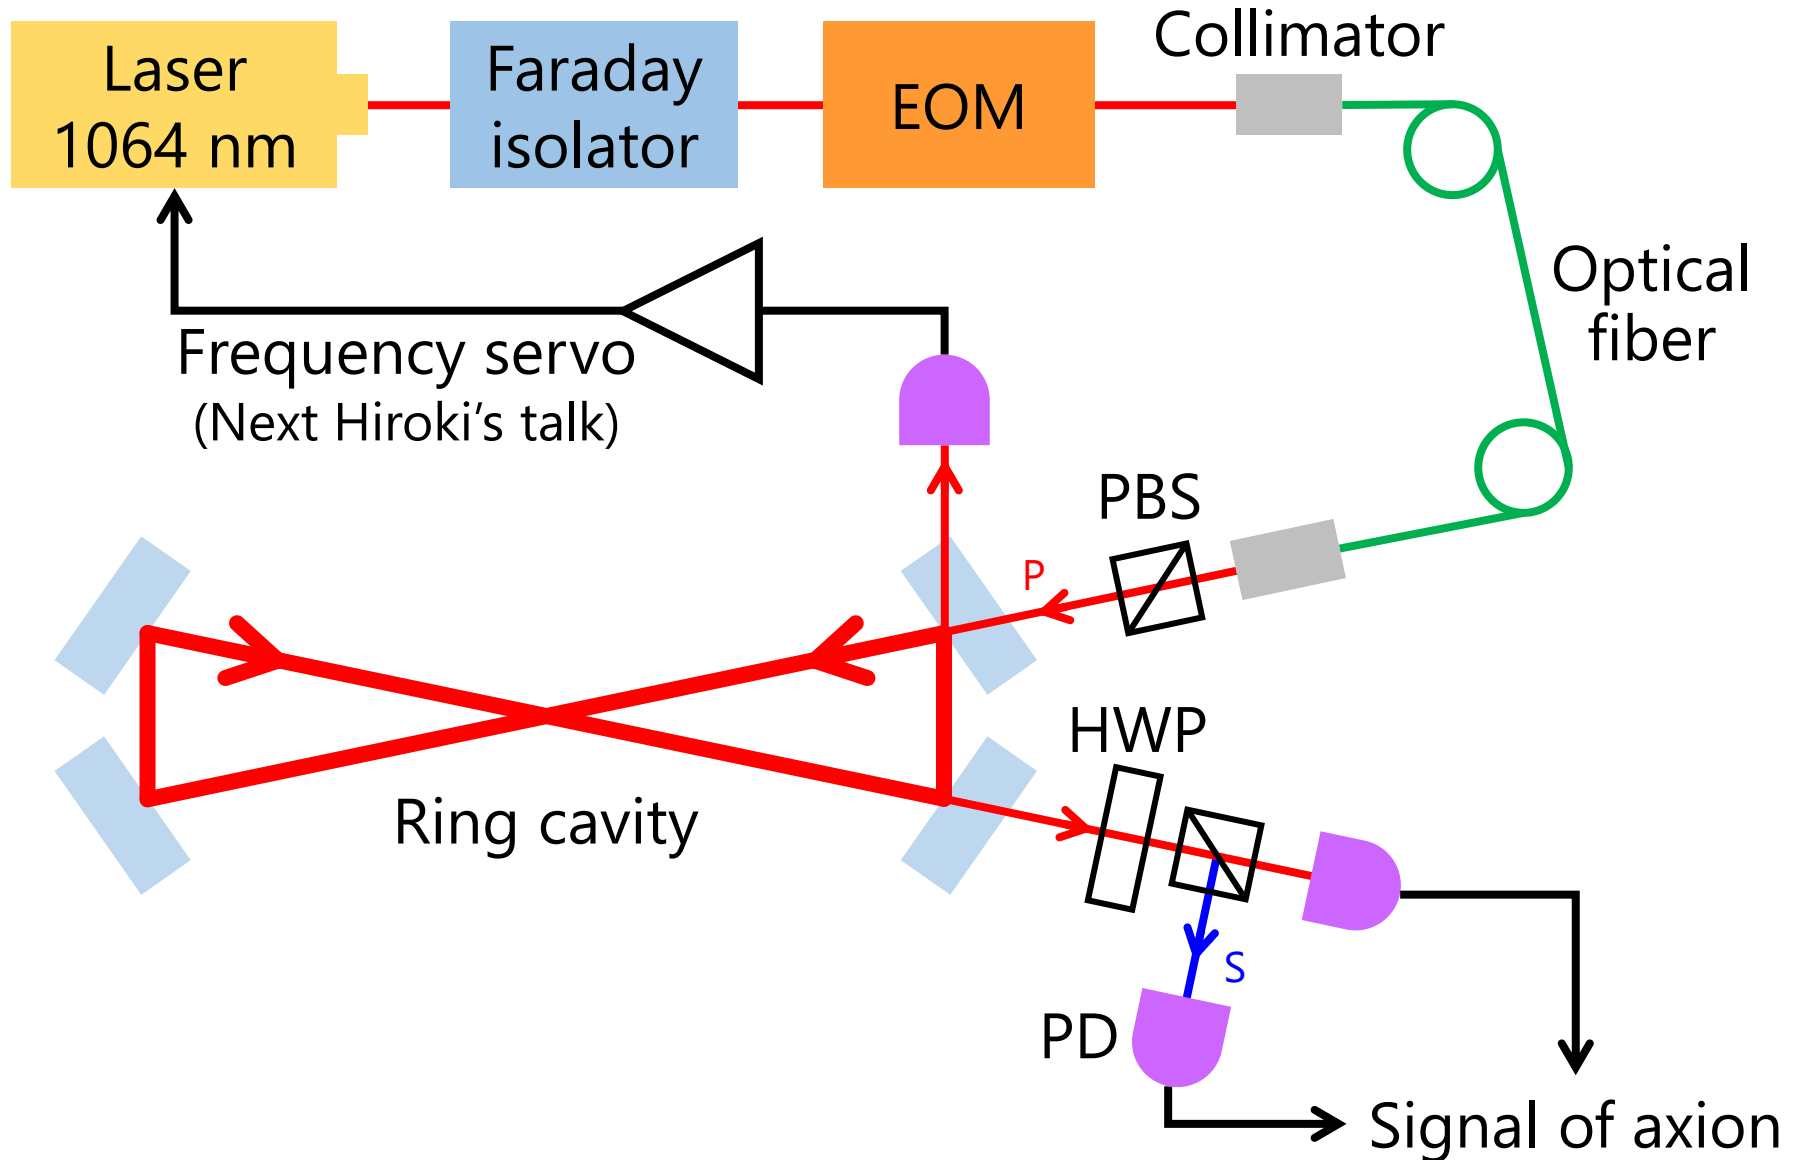 Laser
1064 nm
Faraday
isolator
EOM
Collimator
Optical
fiber
Frequency servo
(Next Hiroki's talk)
PBS
P
HWP
Ring cavity
S
PD
Signal of axion